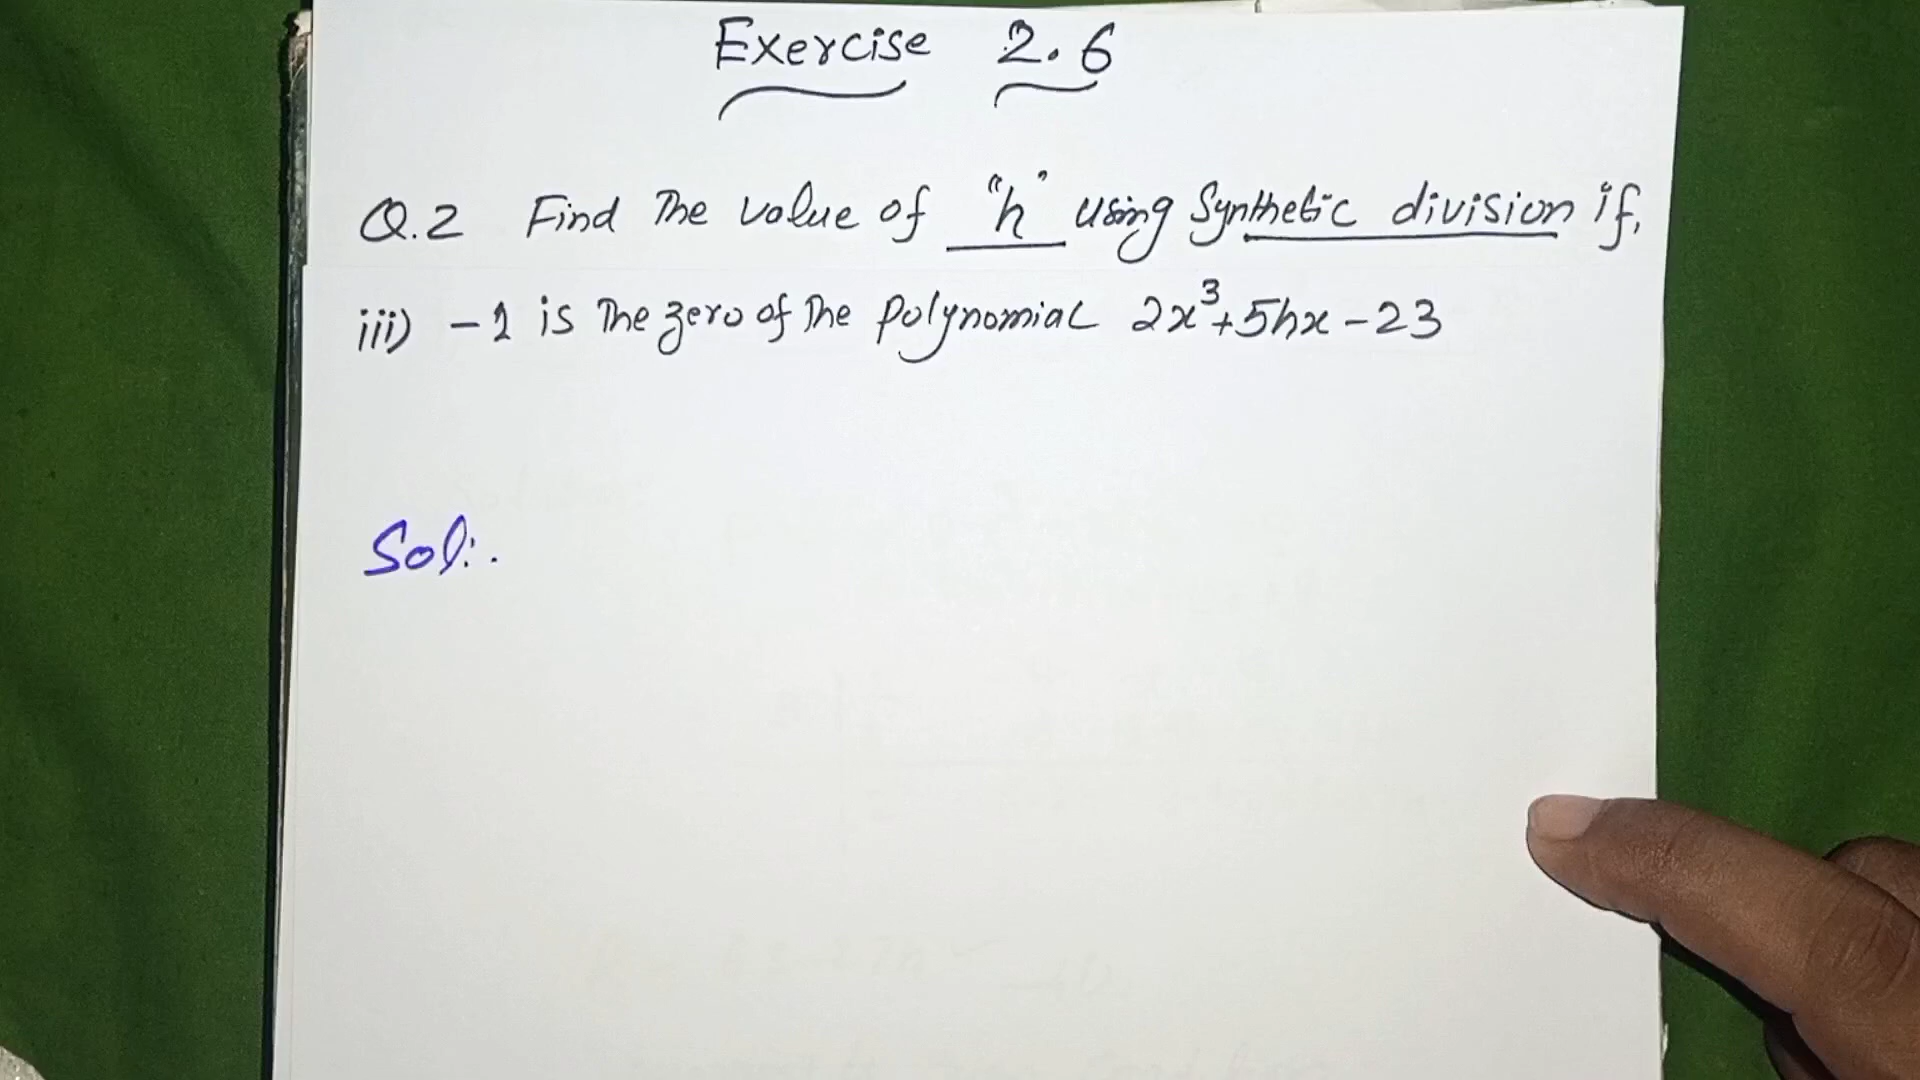 Exercise 2.6
Q.2 Find The value of "h" using Synthetic division if,
iii) -1 is The zero of The polynomial 2x³+5hx-23
Sol:.